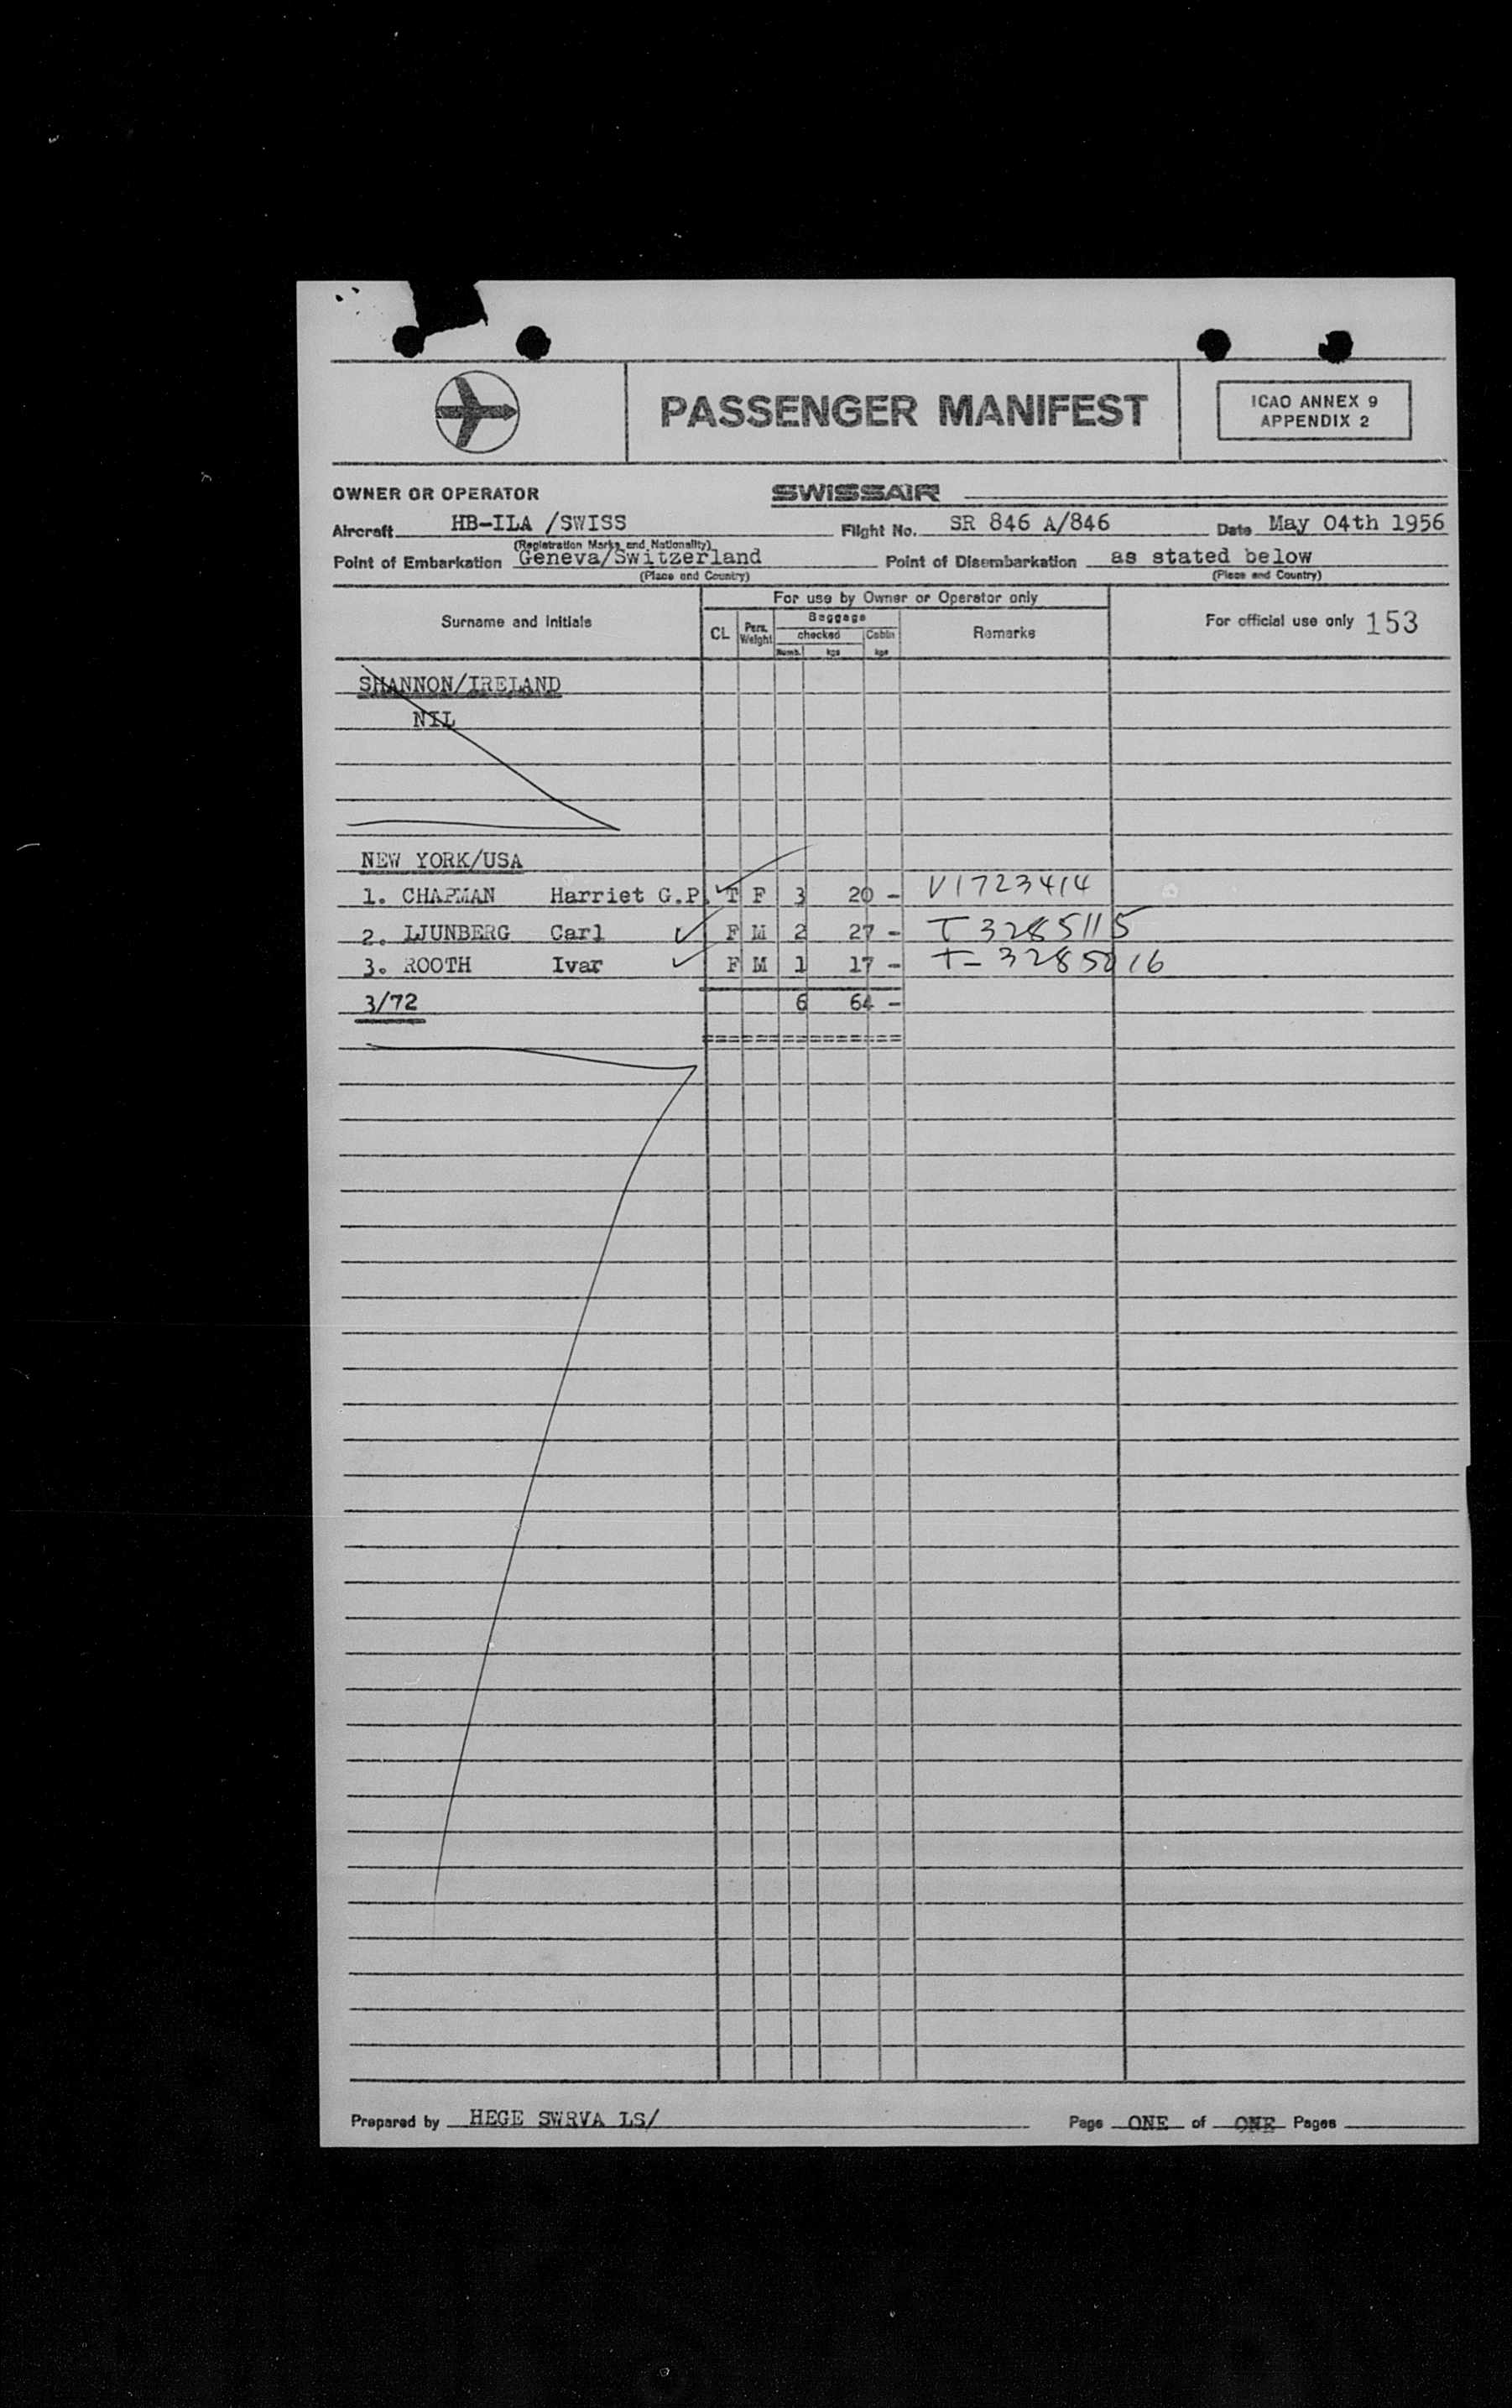 PASSENGER MANIFEST
ICAO ANNEX 9
APPENDIX 2
OWNER OR OPERATOR SWISSAIR
Aircraft HB-ILA /SWISS Flight No. SR 846 A/846 Date May 04th 1956
(Registration Marks and Nationality)
Point of Embarkation Geneva/Switzerland Point of Disembarkation as stated below
(Place and Country) (Place and Country)
For use by Owner or Operator only
Surname and Initials CL Pers. Weight Baggage checked Cabin Remarks For official use only 153
Numb. kgs kgs
SHANNON/IRELAND
NIL
NEW YORK/USA
1. CHAPMAN Harriet G.P. T F 3 20 - V1723414
2. LJUNBERG Carl F M 2 27 - T 3285115
3. ROOTH Ivar F M 1 17 - T- 3285016
3/72 6 64 -
Prepared by HEGE SWRVA LS/ Page ONE of ONE Pages